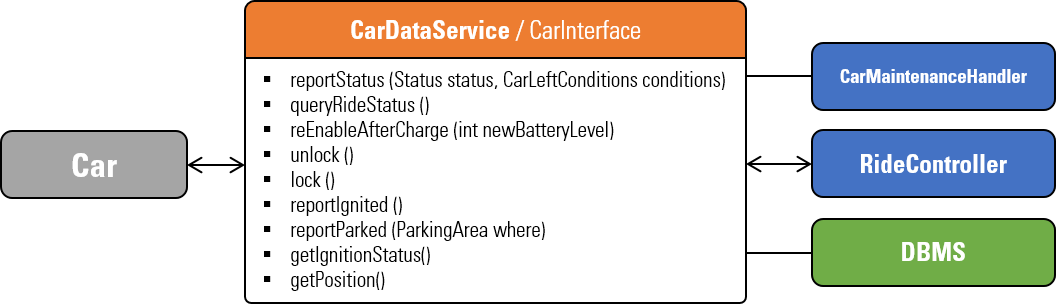 Car
CarDataService / CarInterface
▪ reportStatus (Status status, CarLeftConditions conditions)
▪ queryRideStatus ()
▪ reEnableAfterCharge (int newBatteryLevel)
▪ unlock ()
▪ lock ()
▪ reportIgnited ()
▪ reportParked (ParkingArea where)
▪ getIgnitionStatus()
▪ getPosition()
CarMaintenanceHandler
RideController
DBMS